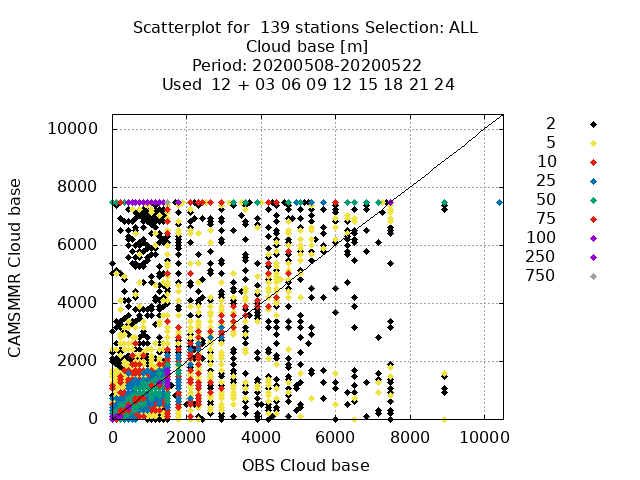 Scatterplot for  139 stations Selection: ALL
Cloud base [m]
Period: 20200508-20200522
Used  12 + 03 06 09 12 15 18 21 24
10000
8000
6000
4000
2000
0
CAMSIMMR Cloud base
0 2000 4000 6000 8000 10000
OBS Cloud base
2
5
10
25
50
75
100
250
750